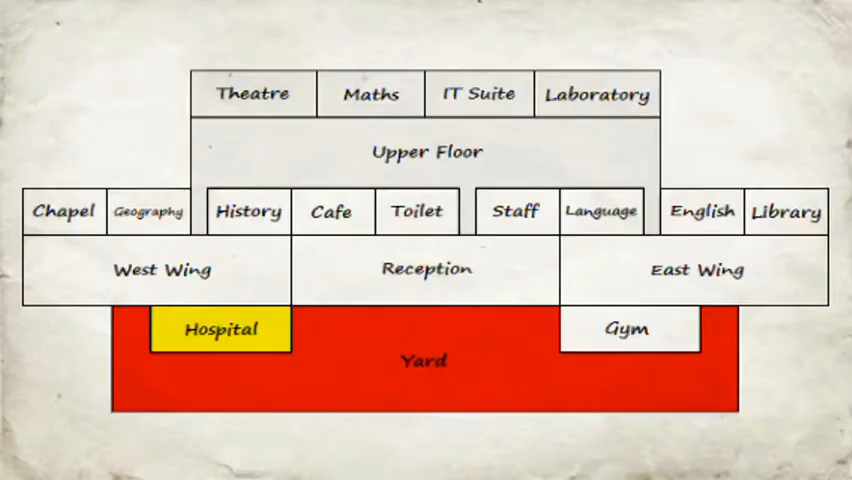 Theatre Maths IT Suite Laboratory
Upper Floor
Chapel Geography History Cafe Toilet Staff Language English Library
West Wing Reception East Wing
Hospital Gym
Yard